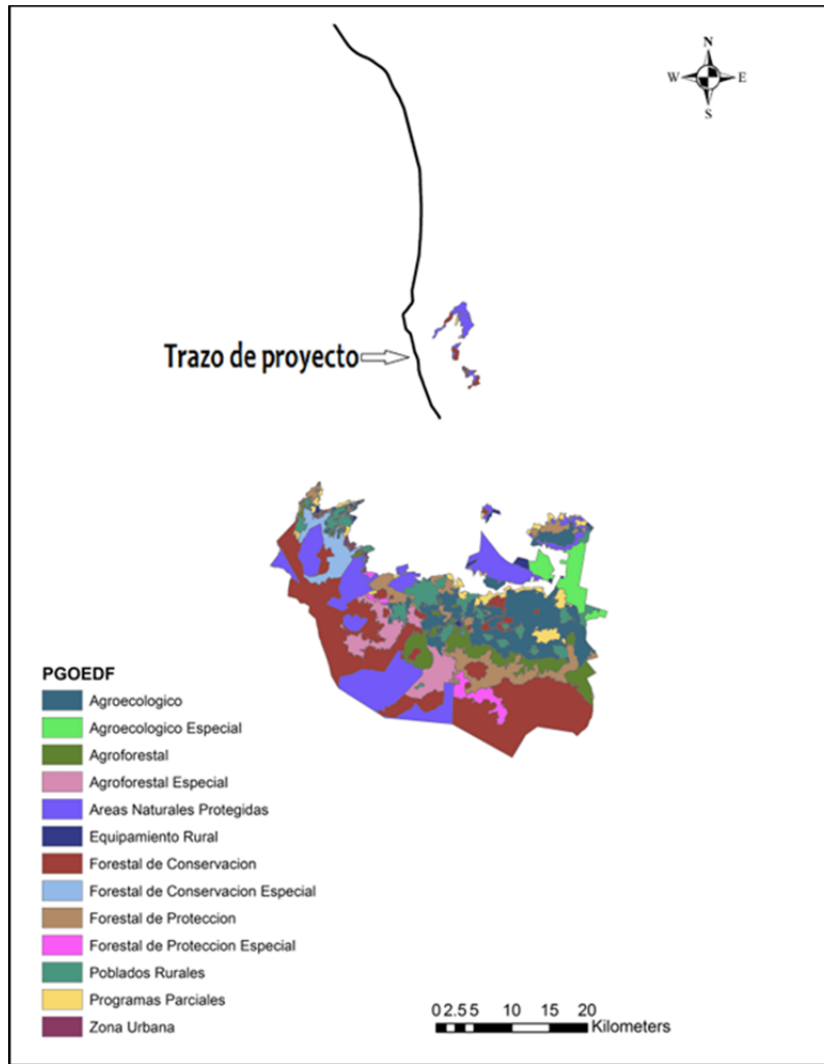 N
W E
S
Trazo de proyecto
PGOEDF
Agroecologico
Agroecologico Especial
Agroforestal
Agroforestal Especial
Areas Naturales Protegidas
Equipamiento Rural
Forestal de Conservacion
Forestal de Conservacion Especial
Forestal de Proteccion
Forestal de Proteccion Especial
Poblados Rurales
Programas Parciales
Zona Urbana
0 2.5 5 10 15 20
Kilometers